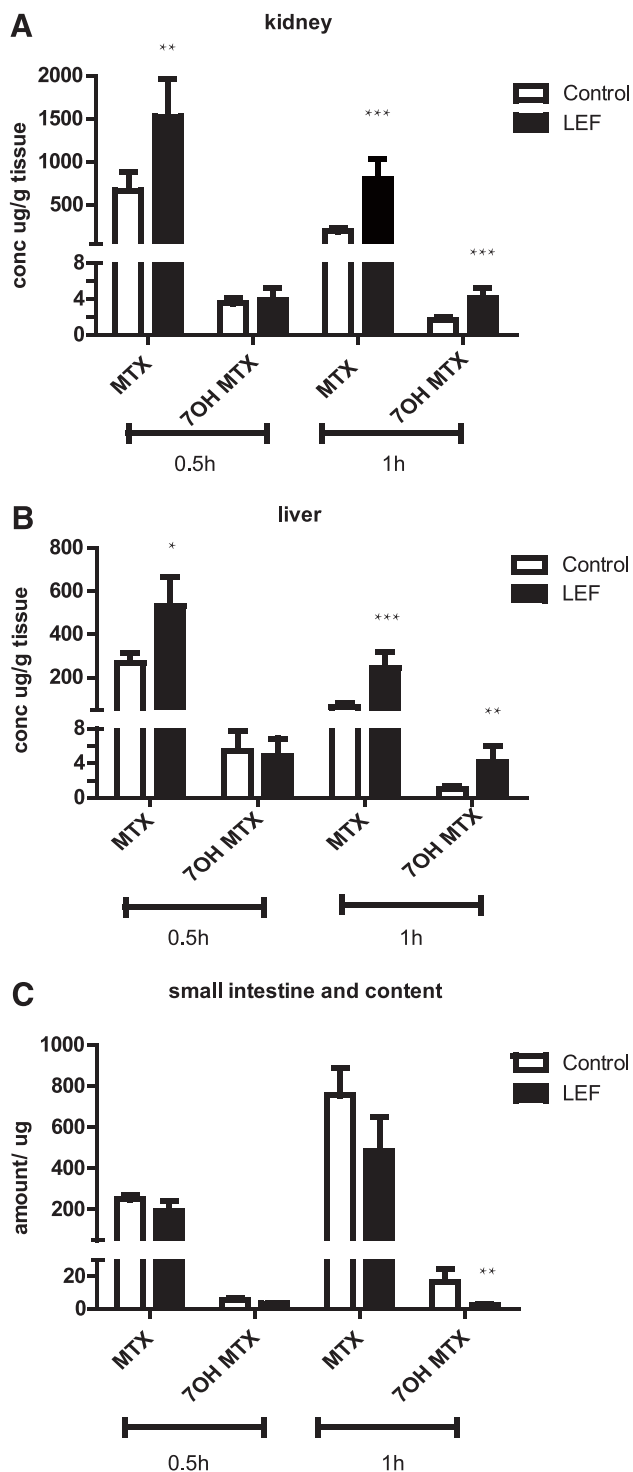 A
kidney
**
2000
1500
1000
500
8
4
0
conc ug/g tissue
***
***
Control
LEF
MTX
7OH MTX
MTX
7OH MTX
0.5h
1h
B
liver
*
800
600
400
200
8
4
0
conc ug/g tissue
***
**
Control
LEF
MTX
7OH MTX
MTX
7OH MTX
0.5h
1h
C
small intestine and content
1000
800
600
400
200
20
0
amount/ ug
**
Control
LEF
MTX
7OH MTX
MTX
7OH MTX
0.5h
1h